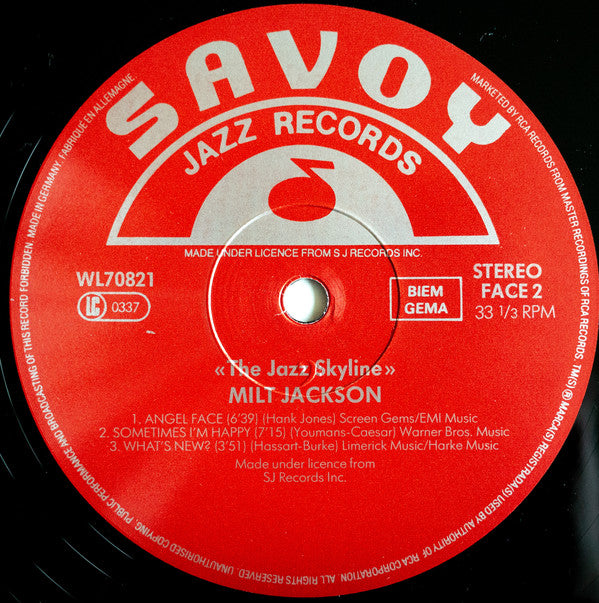 SAVOY
JAZZ RECORDS
MADE UNDER LICENCE FROM S J RECORDS INC.
WL70821
LC 0337
BIEM
GEMA
STEREO
FACE 2
33 1/3 RPM
«The Jazz Skyline»
MILT JACKSON
1. ANGEL FACE (6'39) (Hank Jones) Screen Gems/EMI Music
2. SOMETIMES I'M HAPPY (7'15) (Youmans-Caesar) Warner Bros. Music
3. WHAT'S NEW? (3'51) (Hassart-Burke) Limerick Music/Harke Music
Made under licence from
SJ Records Inc.
MARKETED BY RCA RECORDS FROM MASTER RECORDINGS OF RCA RECORDS. TM(S) ® MARCA(S) REGISTRADA(S) USED BY AUTHORITY OF RCA CORPORATION. ALL RIGHTS RESERVED. UNAUTHORISED COPYING, PUBLIC PERFORMANCE AND BROADCASTING OF THIS RECORD FORBIDDEN. MADE IN GERMANY. FABRIQUÉ EN ALLEMAGNE.